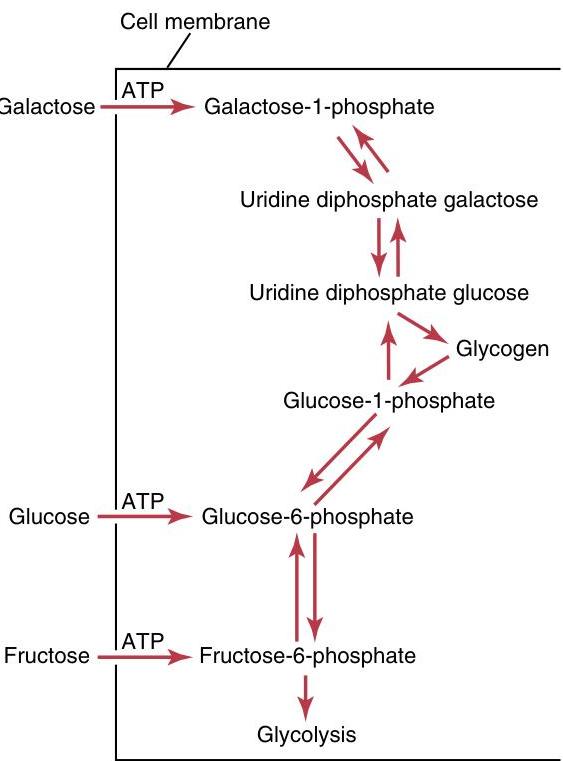 Cell membrane
ATP
Galactose Galactose-1-phosphate
Uridine diphosphate galactose
Uridine diphosphate glucose
Glycogen
Glucose-1-phosphate
ATP
Glucose Glucose-6-phosphate
ATP
Fructose Fructose-6-phosphate
Glycolysis